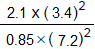 2.1 x (3.4)²
0.85×(7.2)²